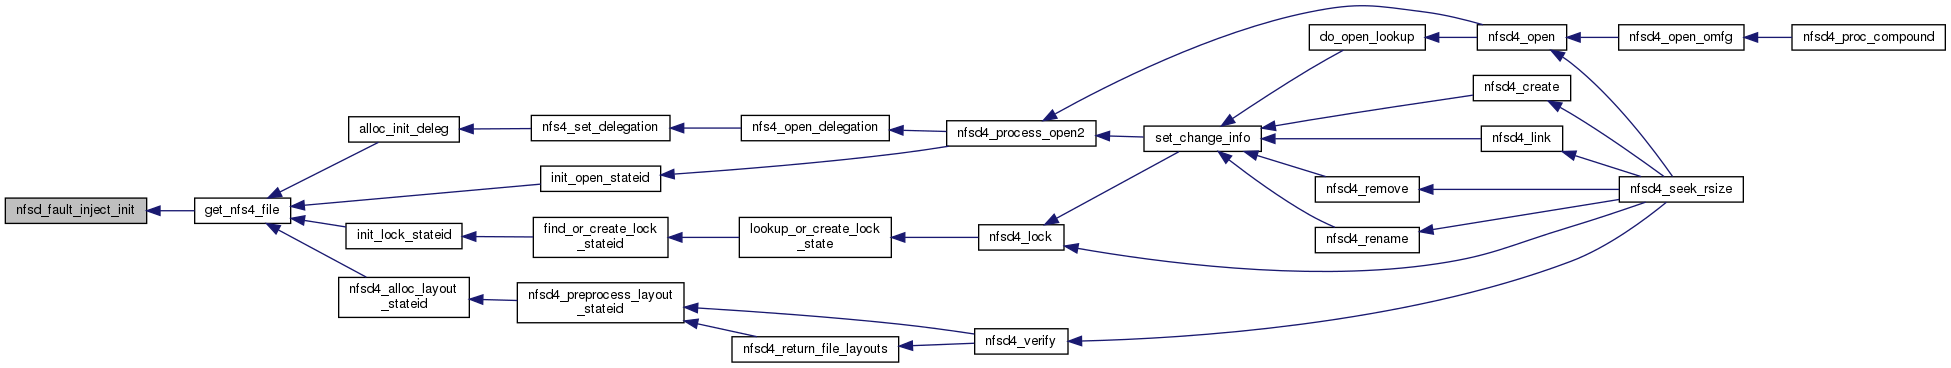 nfsd_fault_inject_init
get_nfs4_file
alloc_init_deleg
init_open_stateid
init_lock_stateid
nfsd4_alloc_layout
_stateid
nfs4_set_delegation
find_or_create_lock
_stateid
nfsd4_preprocess_layout
_stateid
nfs4_open_delegation
lookup_or_create_lock
_state
nfsd4_return_file_layouts
nfsd4_process_open2
nfsd4_lock
nfsd4_verify
set_change_info
do_open_lookup
nfsd4_remove
nfsd4_rename
nfsd4_open
nfsd4_create
nfsd4_link
nfsd4_open_omfg
nfsd4_seek_rsize
nfsd4_proc_compound